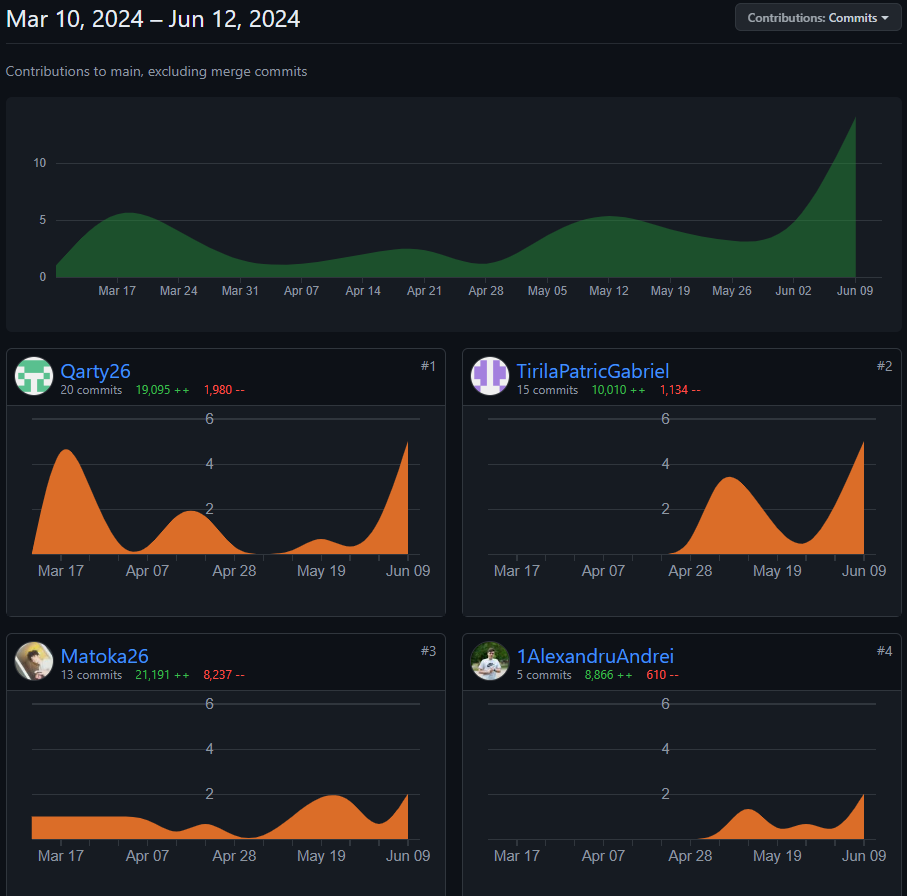 Mar 10, 2024 – Jun 12, 2024
Contributions: Commits
Contributions to main, excluding merge commits
10
5
0
Mar 17 Mar 24 Mar 31 Apr 07 Apr 14 Apr 21 Apr 28 May 05 May 12 May 19 May 26 Jun 02 Jun 09
Qarty26
#1
20 commits 19,095 ++ 1,980 --
6
4
2
Mar 17 Apr 07 Apr 28 May 19 Jun 09
TirilaPatricGabriel
#2
15 commits 10,010 ++ 1,134 --
6
4
2
Mar 17 Apr 07 Apr 28 May 19 Jun 09
Matoka26
#3
13 commits 21,191 ++ 8,237 --
6
4
2
Mar 17 Apr 07 Apr 28 May 19 Jun 09
1AlexandruAndrei
#4
5 commits 8,866 ++ 610 --
6
4
2
Mar 17 Apr 07 Apr 28 May 19 Jun 09